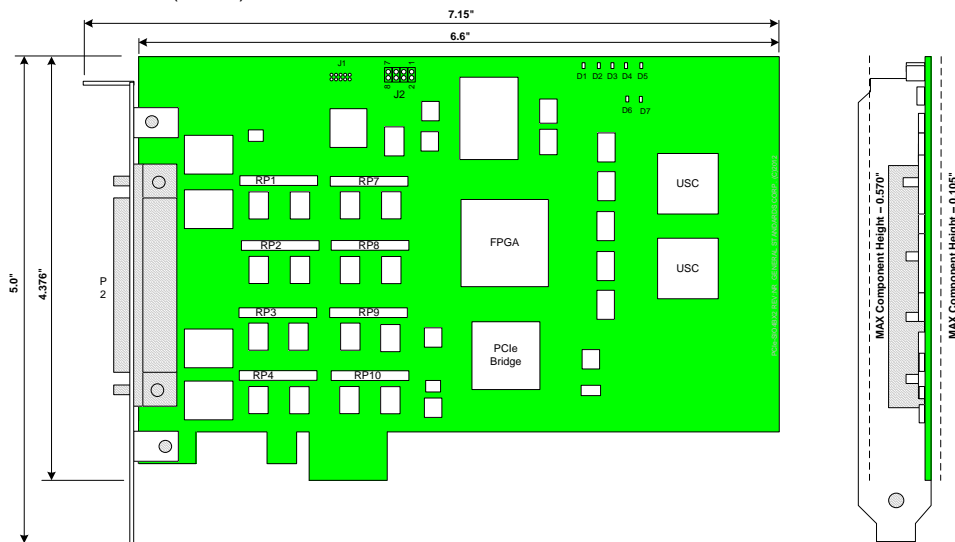 7.15"
6.6"
J1
7
1
8
2
J2
D1 D2 D3 D4 D5
D6 D7
RP1
RP7
USC
RP2
RP8
FPGA
USC
P
2
5.0"
4.376"
RP3
RP9
PCIe
Bridge
RP4
RP10
MAX Component Height – 0.570"
MAX Component Height – 0.105"